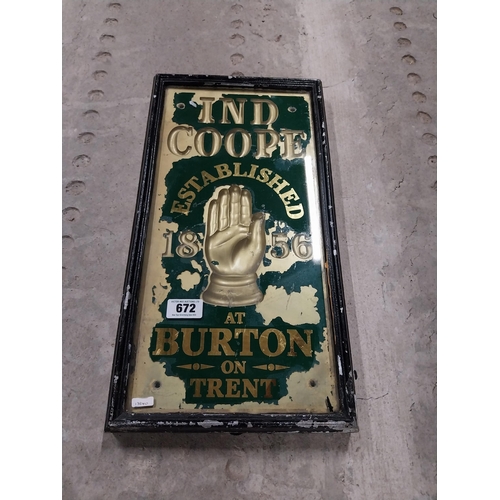 IND
COOPE
ESTABLISHED
18 56
672
AT
BURTON
ON
TRENT